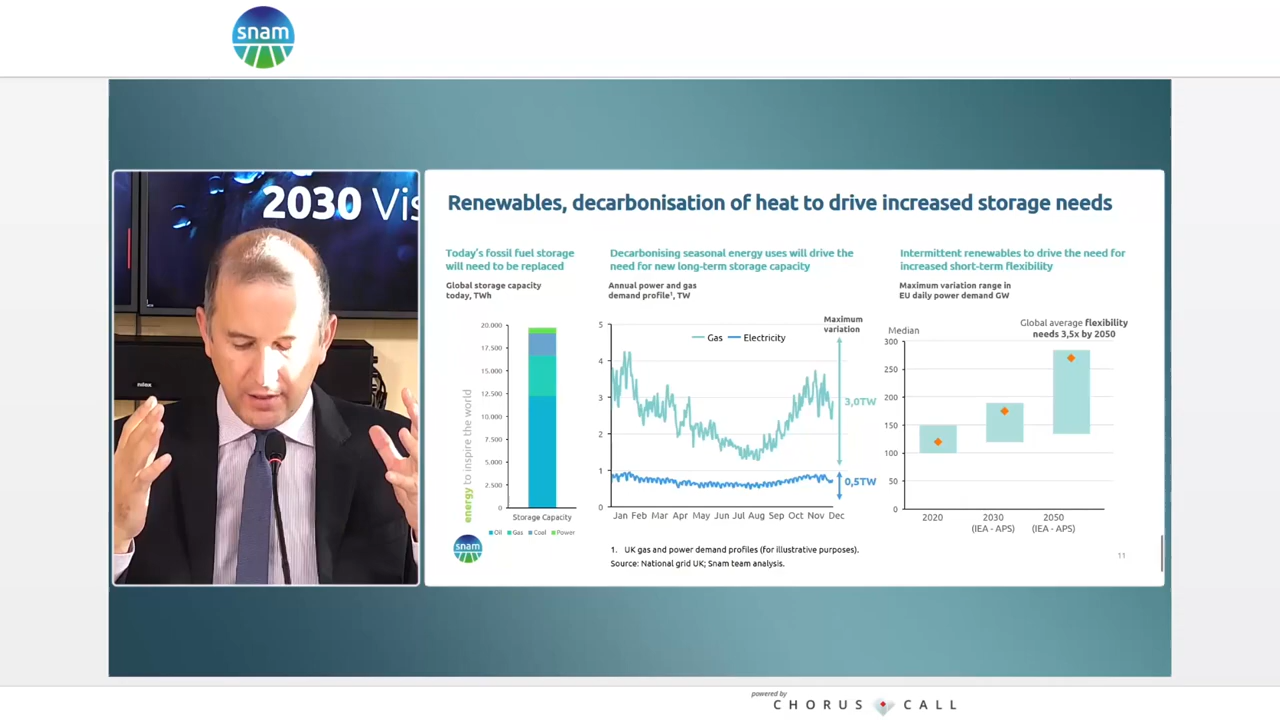 snam
2030 Vis
nilox
Renewables, decarbonisation of heat to drive increased storage needs
Today's fossil fuel storage
will need to be replaced
Global storage capacity
today, TWh
20.000
17.500
15.000
12.500
10.000
7.500
5.000
2.500
0
Storage Capacity
Oil Gas Coal Power
energy to inspire the world
snam
Decarbonising seasonal energy uses will drive the
need for new long-term storage capacity
Annual power and gas
demand profile¹, TW
Maximum
variation
Gas Electricity
5
4
3
2
1
0
3,0TW
0,5TW
Jan Feb Mar Apr May Jun Jul Aug Sep Oct Nov Dec
1. UK gas and power demand profiles (for illustrative purposes).
Source: National grid UK; Snam team analysis.
Intermittent renewables to drive the need for
increased short-term flexibility
Maximum variation range in
EU daily power demand GW
Median
Global average flexibility
needs 3,5x by 2050
300
250
200
150
100
50
0
2020 2030 2050
(IEA - APS) (IEA - APS)
11
powered by
CHORUS CALL